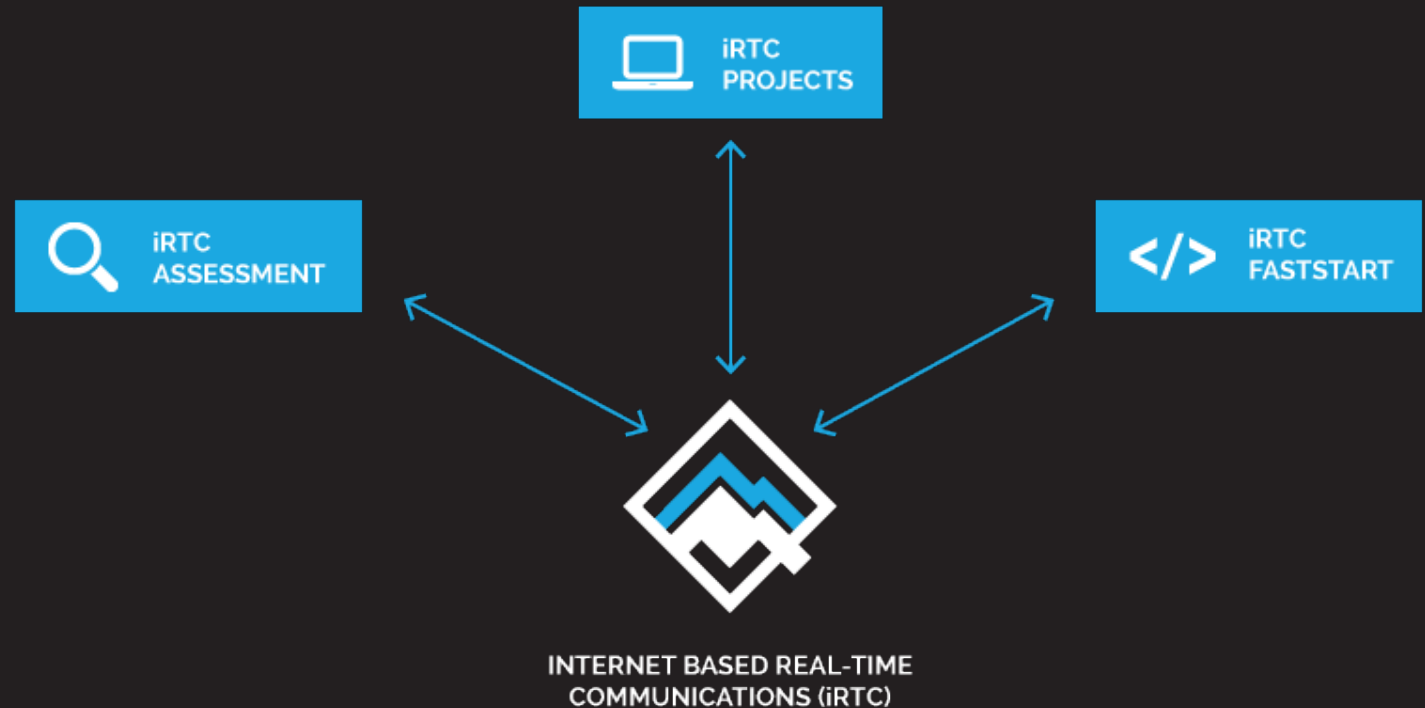 iRTC
PROJECTS
iRTC
ASSESSMENT
</> iRTC
FASTSTART
INTERNET BASED REAL-TIME
COMMUNICATIONS (iRTC)